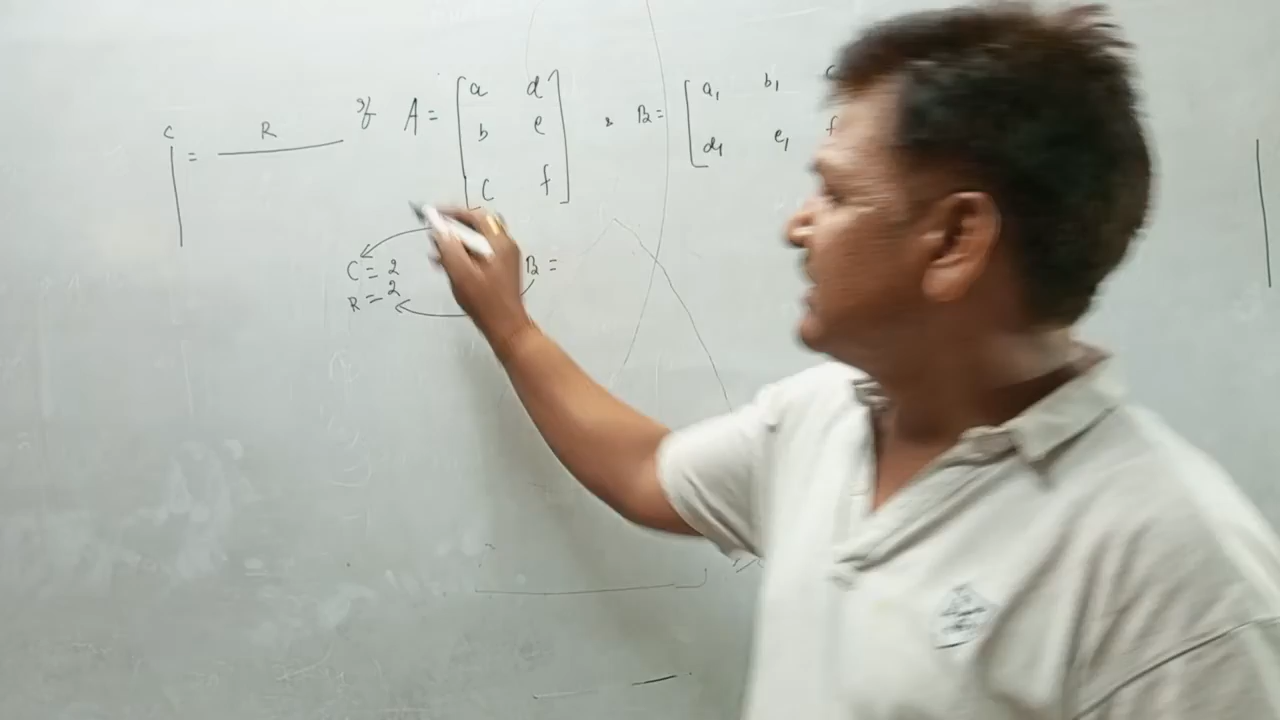 C = R If A = [ a d , B = [ a₁ b₁ c
b e
c f ] d₁ e₁ f
C = 2 B =
R = 2